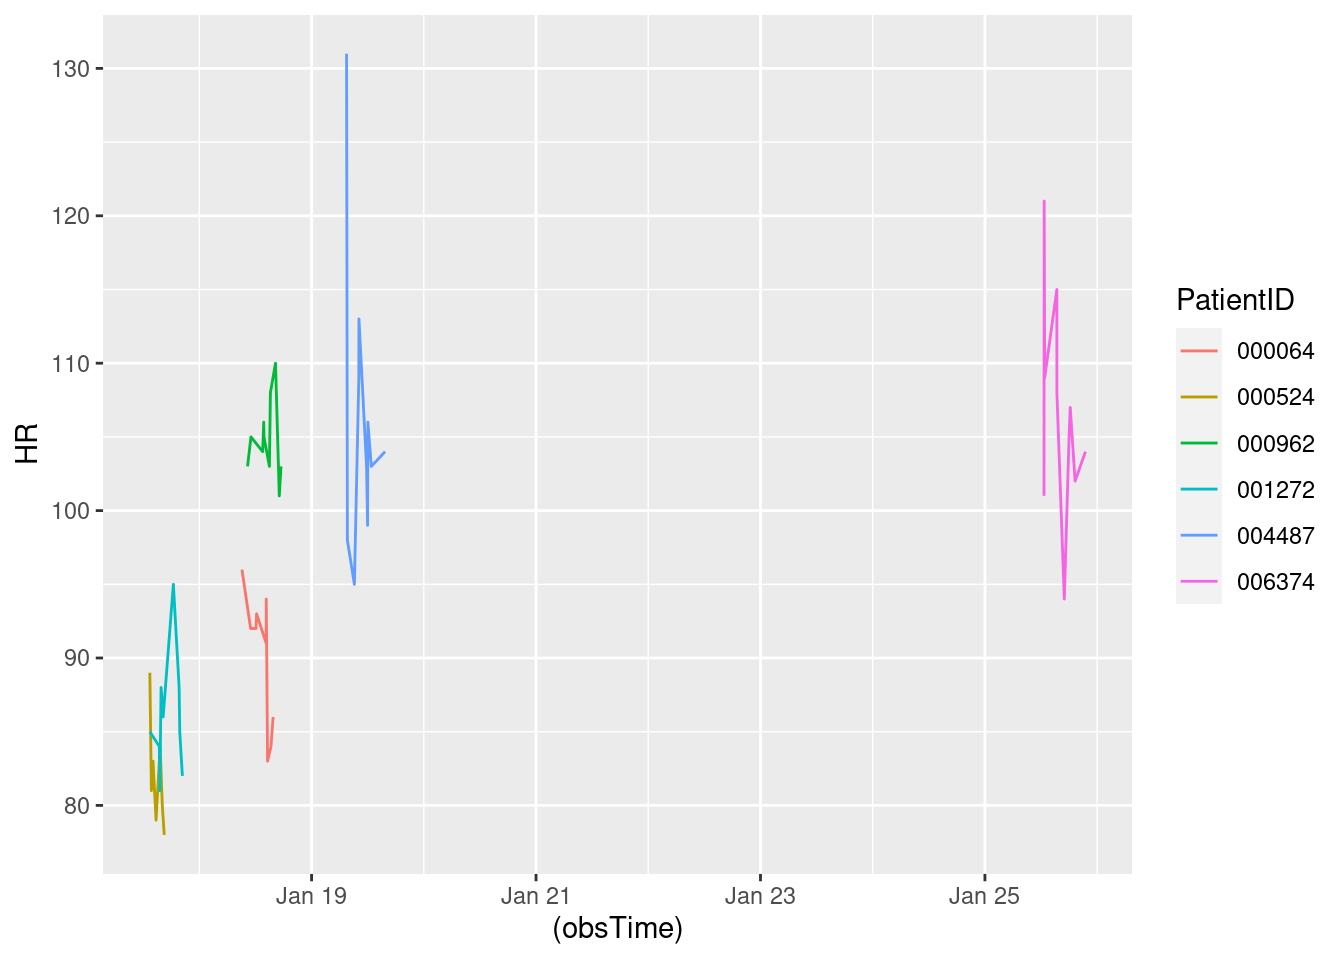 130
120
110
100
90
80
HR
Jan 19
Jan 21
Jan 23
Jan 25
(obsTime)
PatientID
000064
000524
000962
001272
004487
006374